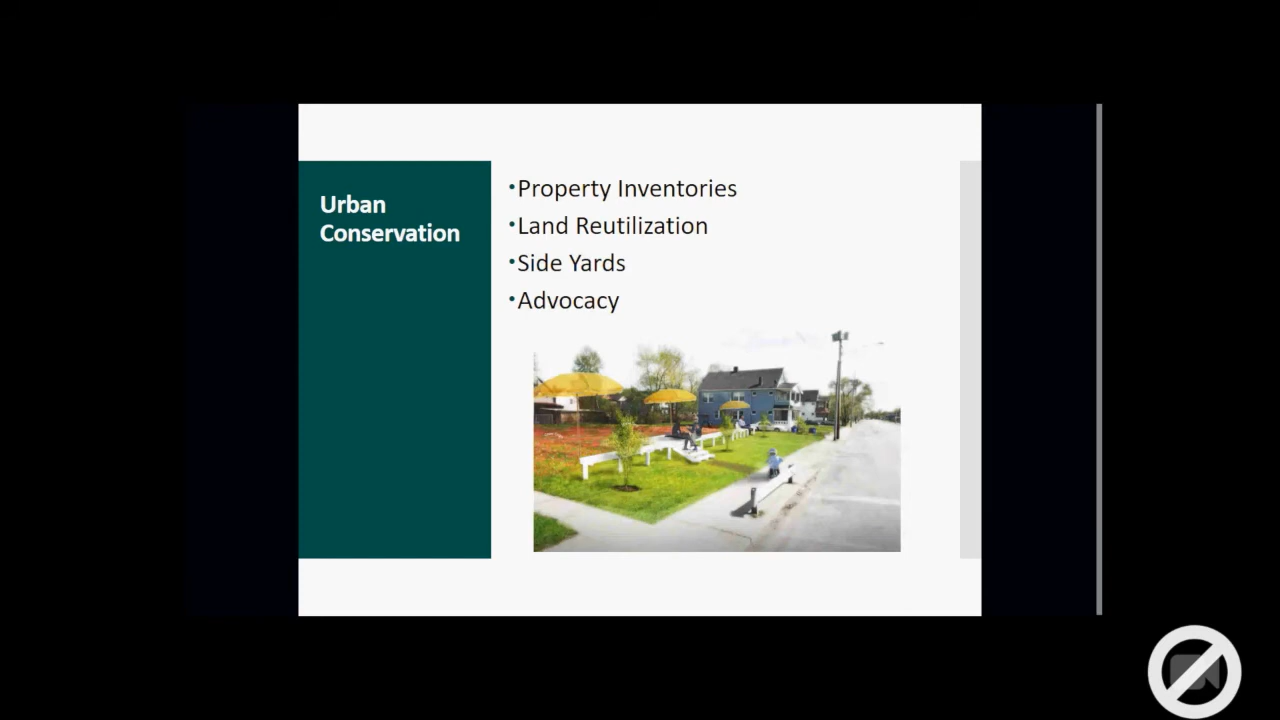 Urban
Conservation
•Property Inventories
•Land Reutilization
•Side Yards
•Advocacy